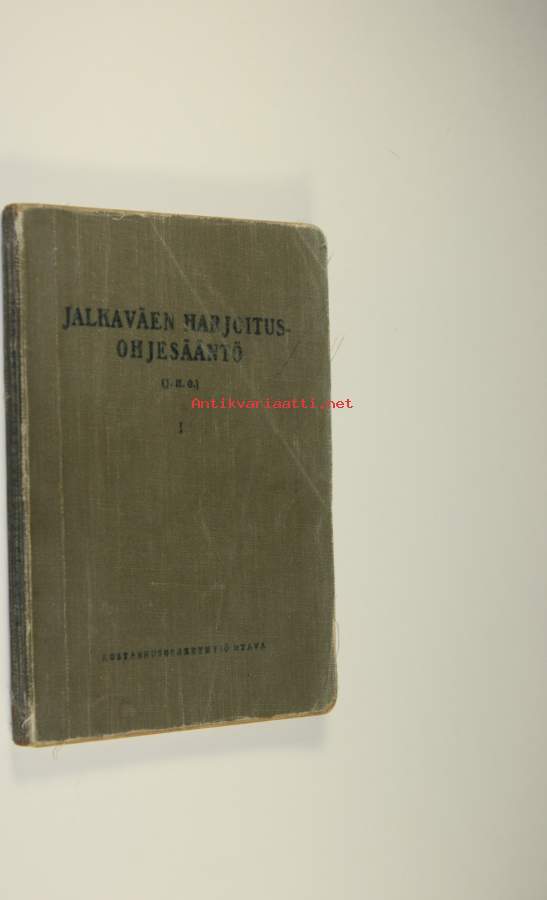 JALKAVÄEN HARJOITUS-
OHJESÄÄNTÖ
(J. H. O.)
Antikvariaatti.net
I
KUSTANNUSOSAKEYHTIÖ OTAVA